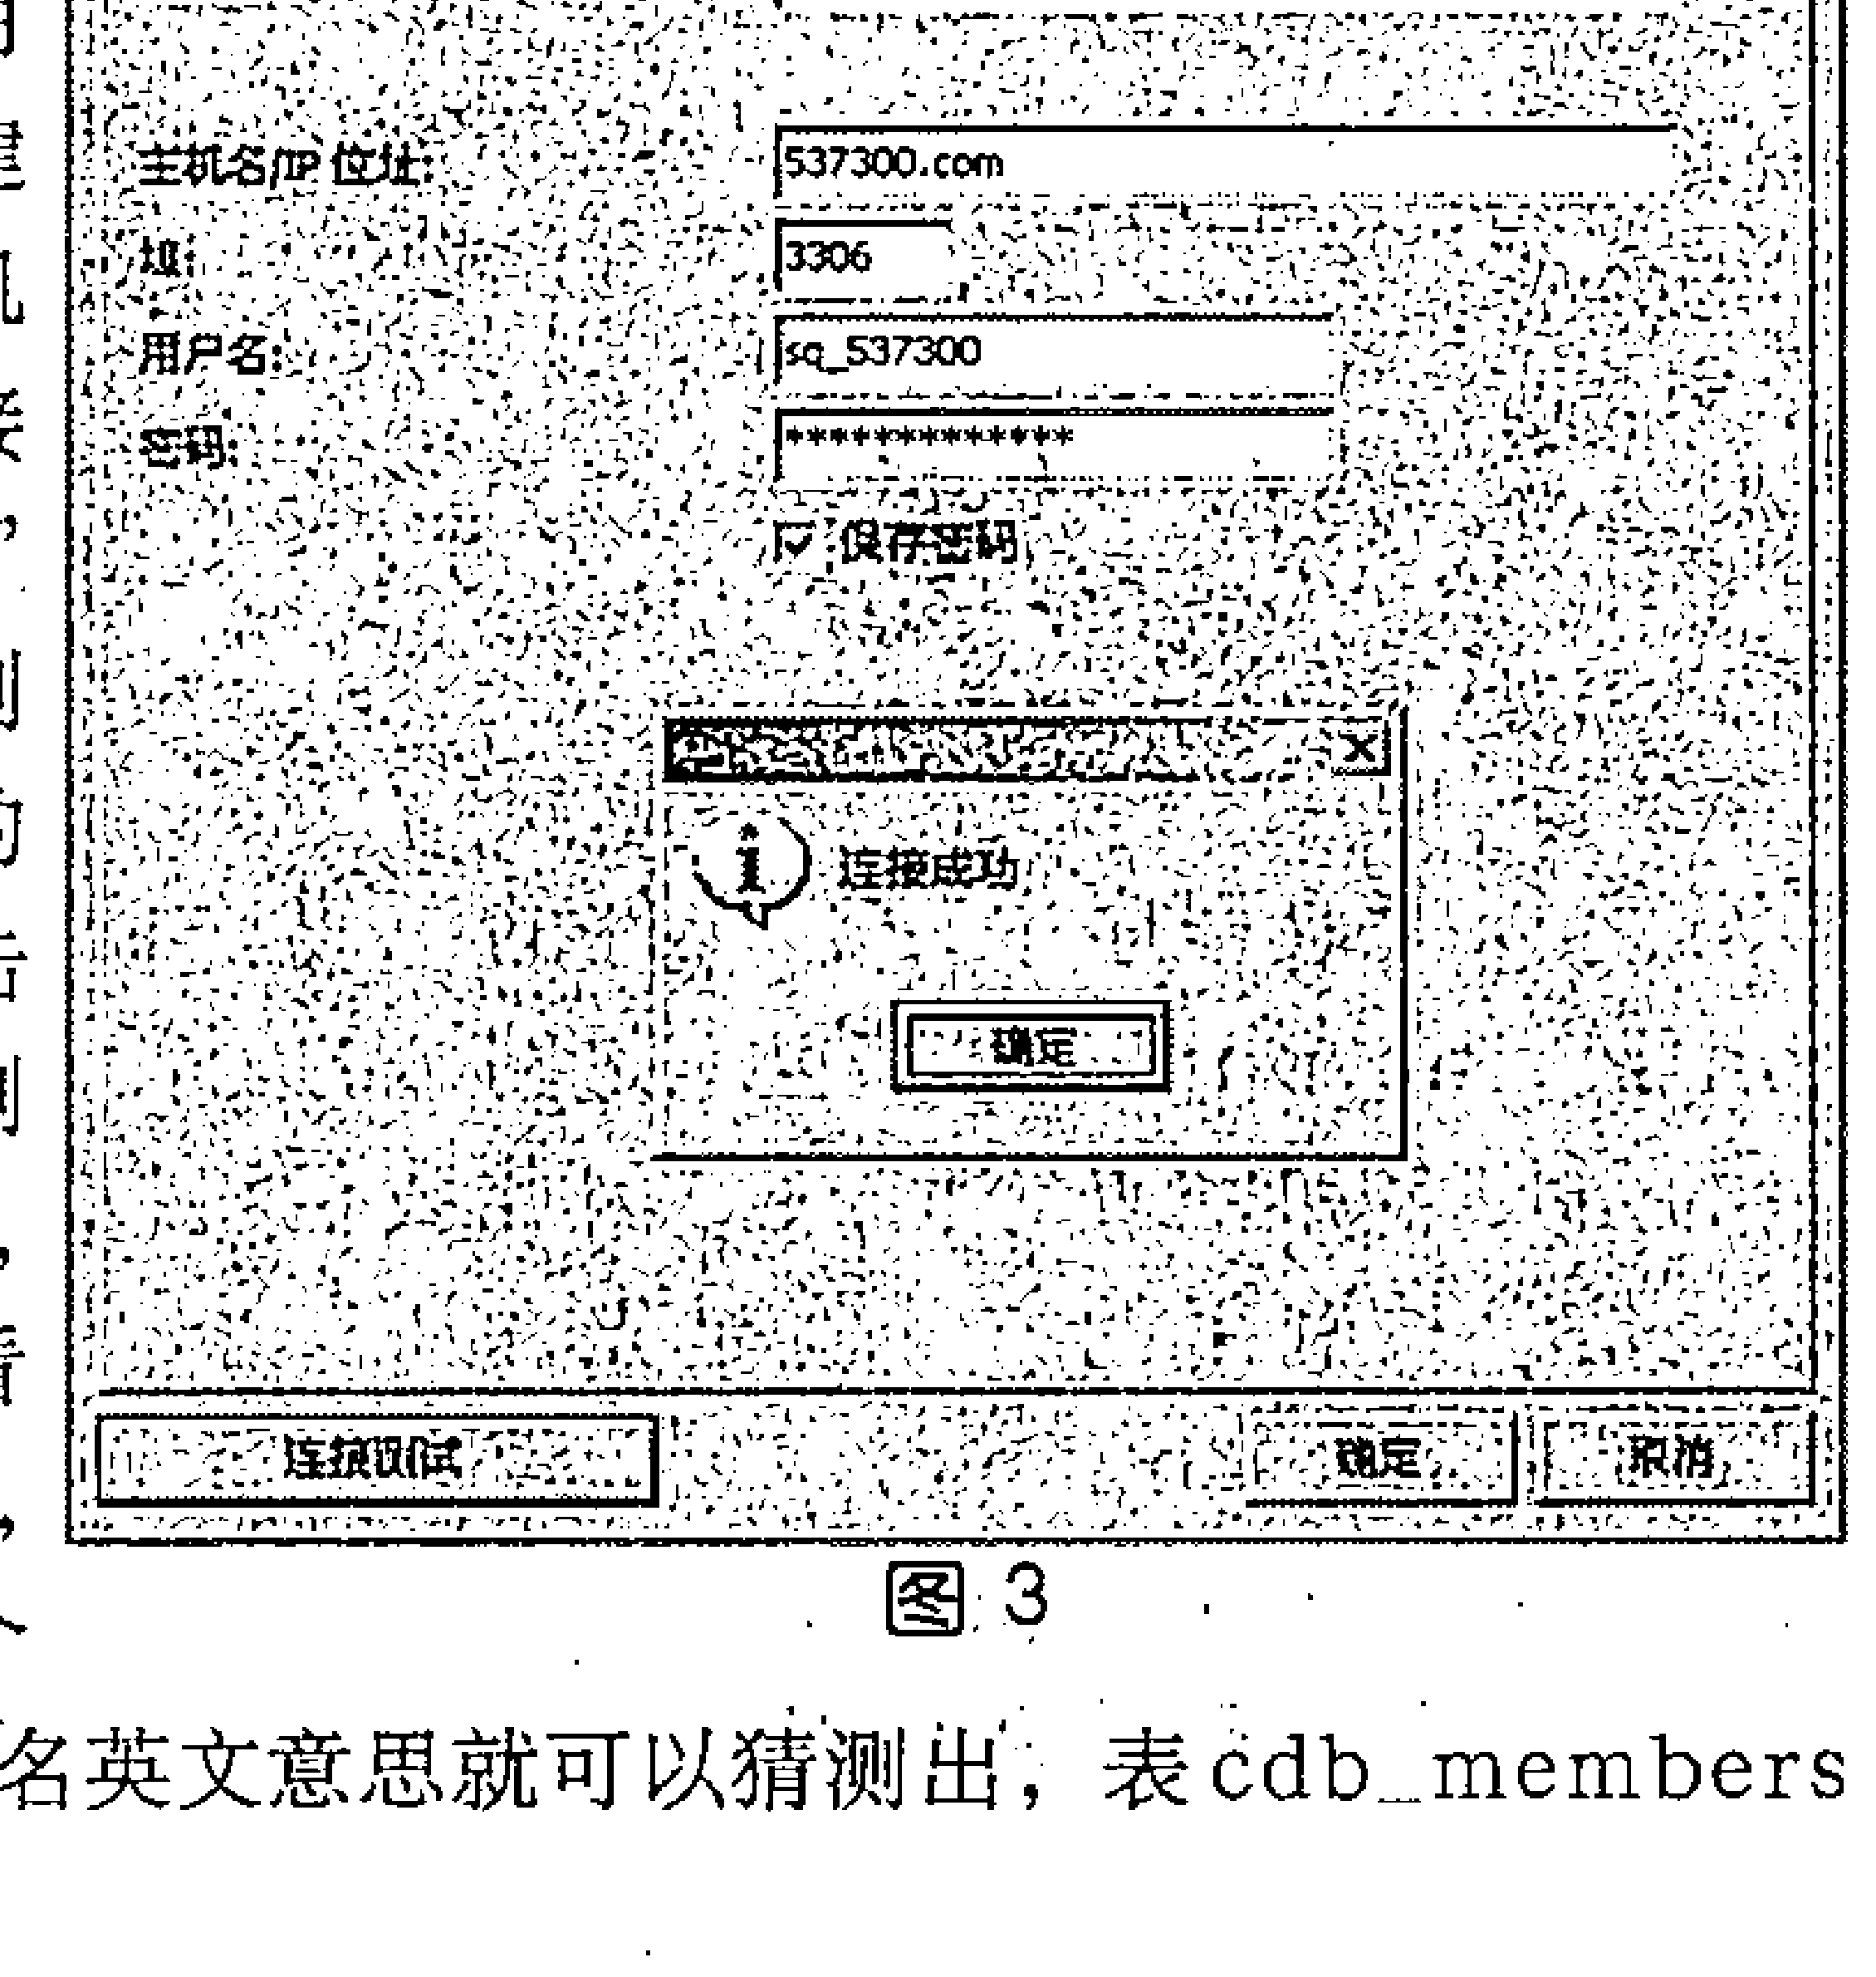 主机名/IP 位址:
537300.com
埠:
3306
用户名:
sq_537300
密码:
*************
保存密码
连接成功
确定
连接测试
确定
取消
图 3
名英文意思就可以猜测出，表cdb_members